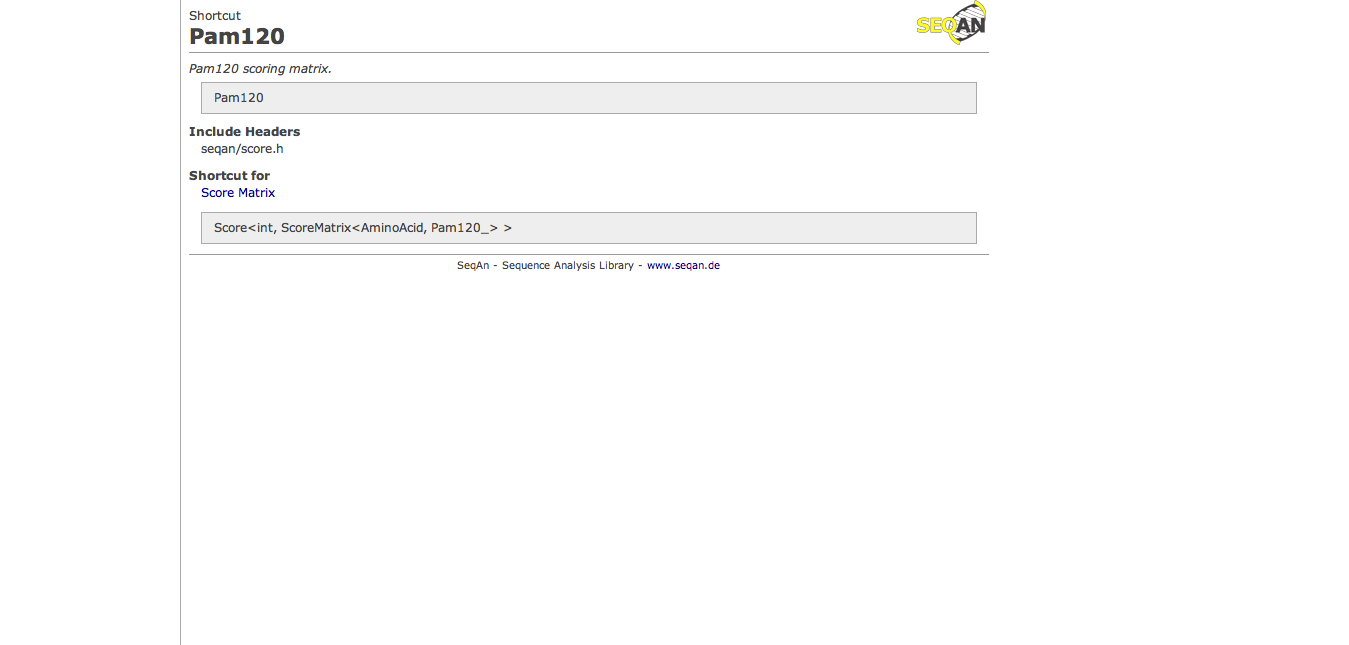 Shortcut
SEQAN
Pam120
Pam120 scoring matrix.
Pam120
Include Headers
seqan/score.h
Shortcut for
Score Matrix
Score<int, ScoreMatrix<AminoAcid, Pam120_> >
SeqAn - Sequence Analysis Library - www.seqan.de